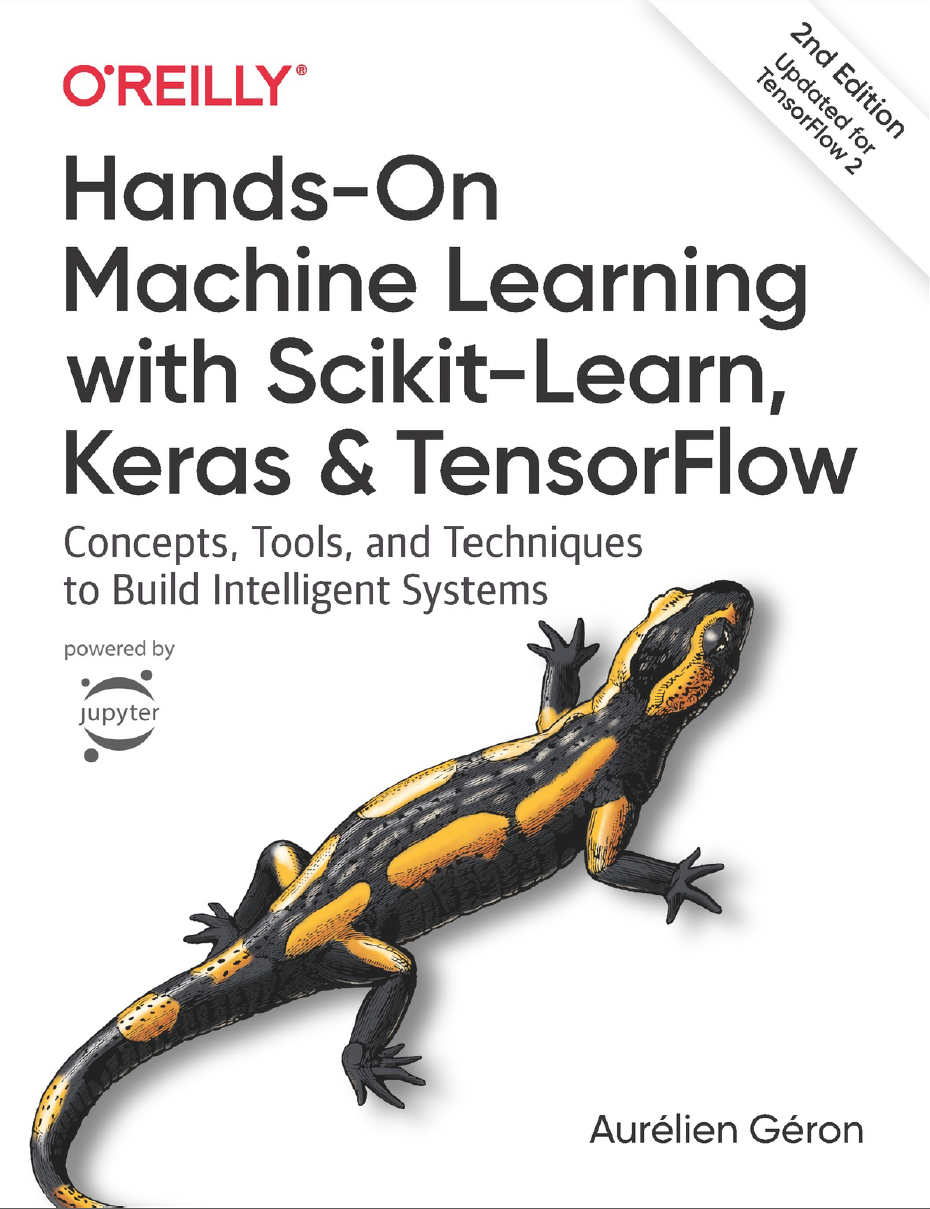 O'REILLY®
2nd Edition
Updated for
TensorFlow 2
Hands-On
Machine Learning
with Scikit-Learn,
Keras & TensorFlow
Concepts, Tools, and Techniques
to Build Intelligent Systems
powered by
jupyter
Aurélien Géron